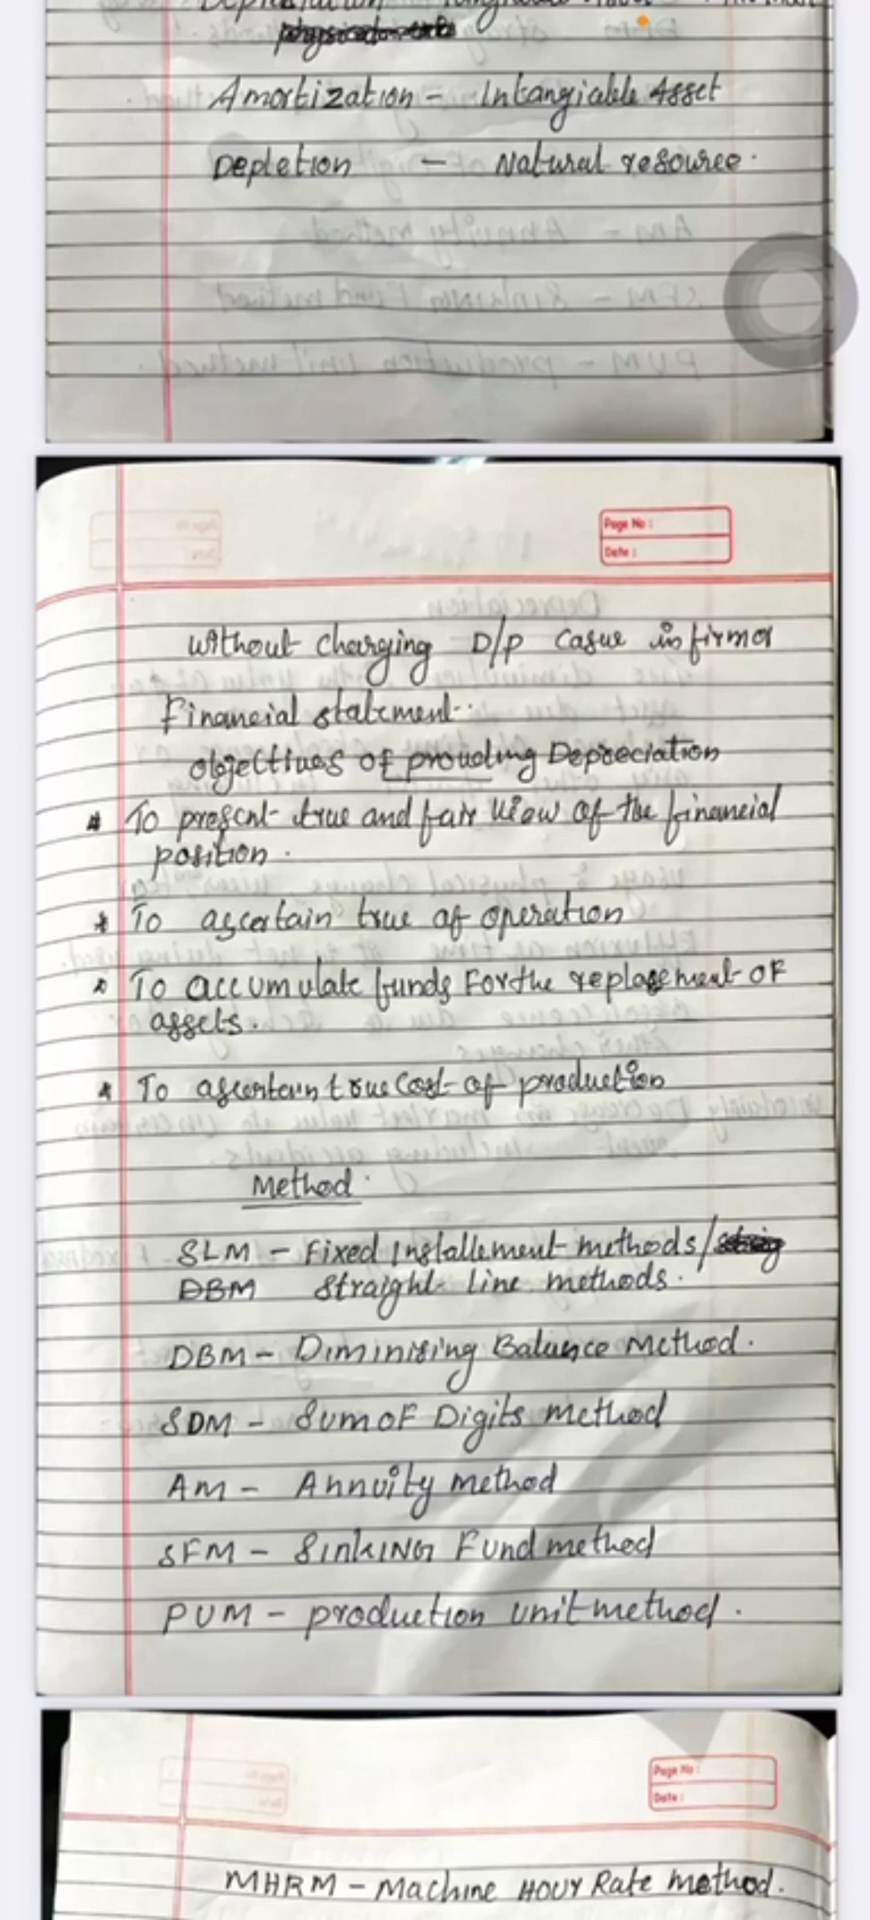 Amortization - Intangiable Asset
Depletion - Natural resource.
Page No :
Date :
without charging D/P casue in firmor
Financial statement..
objectives of prouding Depreciation
* To present true and fair view of the financial
position.
* To ascertain true of operation
* To accumulate funds For the replacement OF
assets.
* To ascertain true Cost of production
Method.
SLM - Fixed Installement methods/
DBM Straight Line methods.
DBM - Diminising Balance Method.
SDM - Sum OF Digits Method
AM - Annuity method
SFM - SinkiNG Fund method
PUM - production unit method.
Page No :
Date :
MHRM - Machine HOUr Rate method.